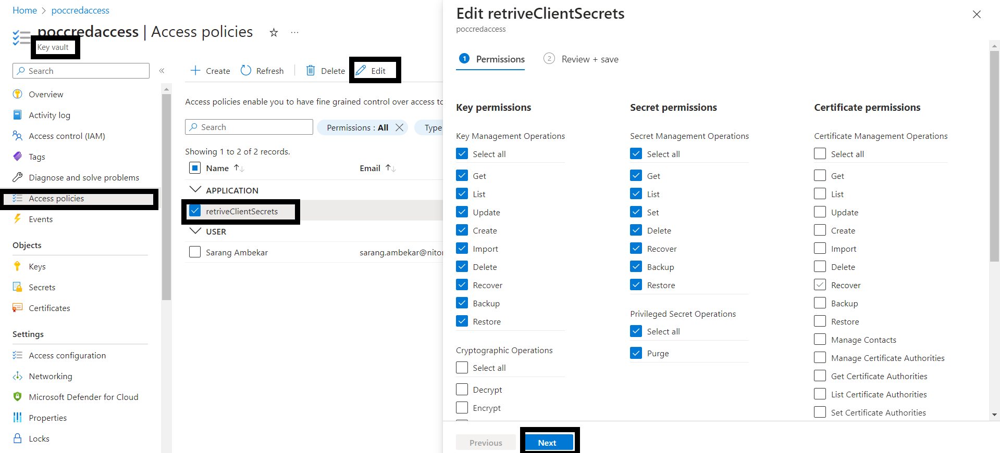 Home > poccredaccess
poccredaccess | Access policies
Key vault
Search
Overview
Activity log
Access control (IAM)
Tags
Diagnose and solve problems
Access policies
Events
Objects
Keys
Secrets
Certificates
Settings
Access configuration
Networking
Microsoft Defender for Cloud
Properties
Locks
Create Refresh Delete Edit
Access policies enable you to have fine grained control over access to
Search Permissions : All Type
Showing 1 to 2 of 2 records.
Name Email
APPLICATION
retriveClientSecrets
USER
Sarang Ambekar sarang.ambekar@nitor
Edit retriveClientSecrets
poccredaccess
1 Permissions 2 Review + save
Key permissions
Key Management Operations
Select all
Get
List
Update
Create
Import
Delete
Recover
Backup
Restore
Cryptographic Operations
Select all
Decrypt
Encrypt
Secret permissions
Secret Management Operations
Select all
Get
List
Set
Delete
Recover
Backup
Restore
Privileged Secret Operations
Select all
Purge
Certificate permissions
Certificate Management Operations
Select all
Get
List
Update
Create
Import
Delete
Recover
Backup
Restore
Manage Contacts
Manage Certificate Authorities
Get Certificate Authorities
List Certificate Authorities
Set Certificate Authorities
Previous Next